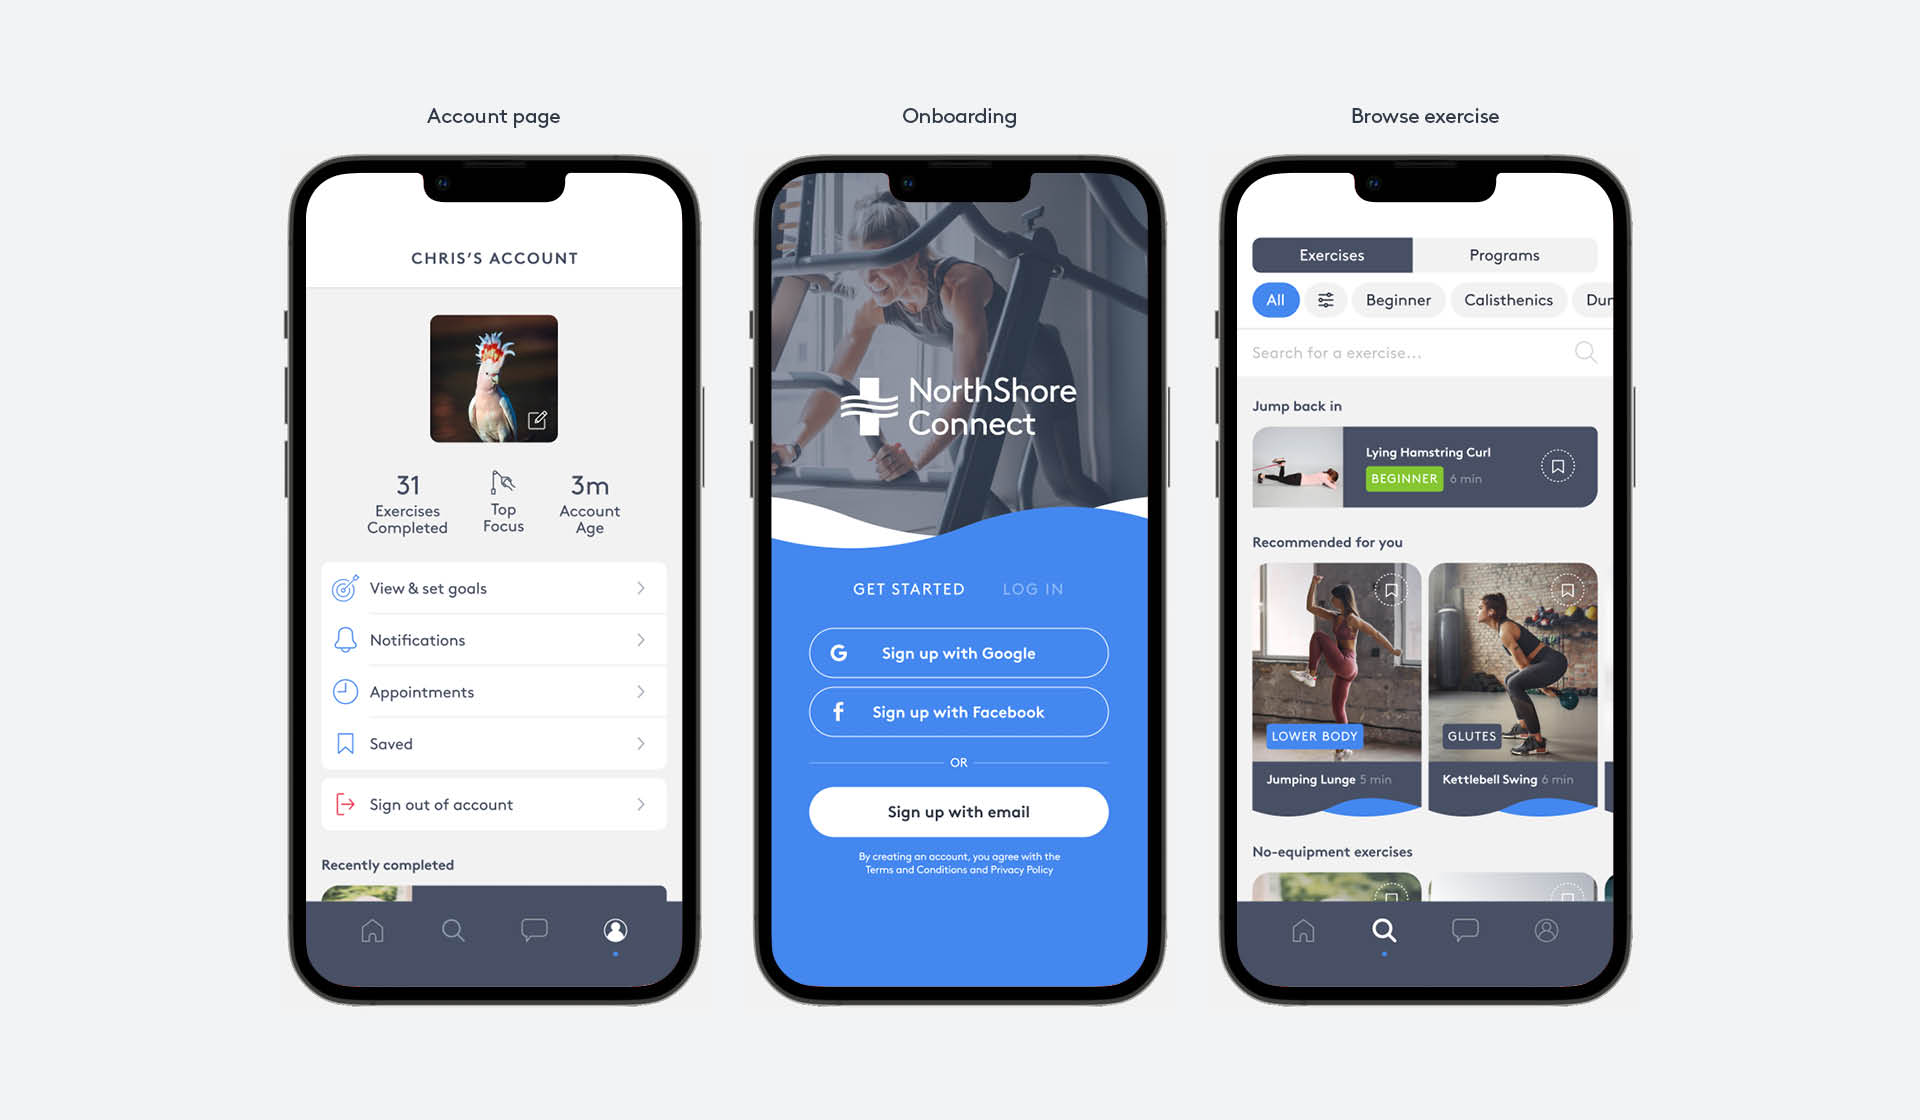 Account page
Onboarding
Browse exercise
CHRIS'S ACCOUNT
31
Exercises
Completed
Top
Focus
3m
Account
Age
View & set goals
Notifications
Appointments
Saved
Sign out of account
Recently completed
NorthShore
Connect
GET STARTED
LOG IN
G
Sign up with Google
f
Sign up with Facebook
OR
Sign up with email
By creating an account, you agree with the
Terms and Conditions and Privacy Policy
Exercises
Programs
All
Beginner
Calisthenics
Dur
Search for a exercise...
Jump back in
Lying Hamstring Curl
BEGINNER
6 min
Recommended for you
LOWER BODY
Jumping Lunge 5 min
GLUTES
Kettlebell Swing 6 min
No-equipment exercises